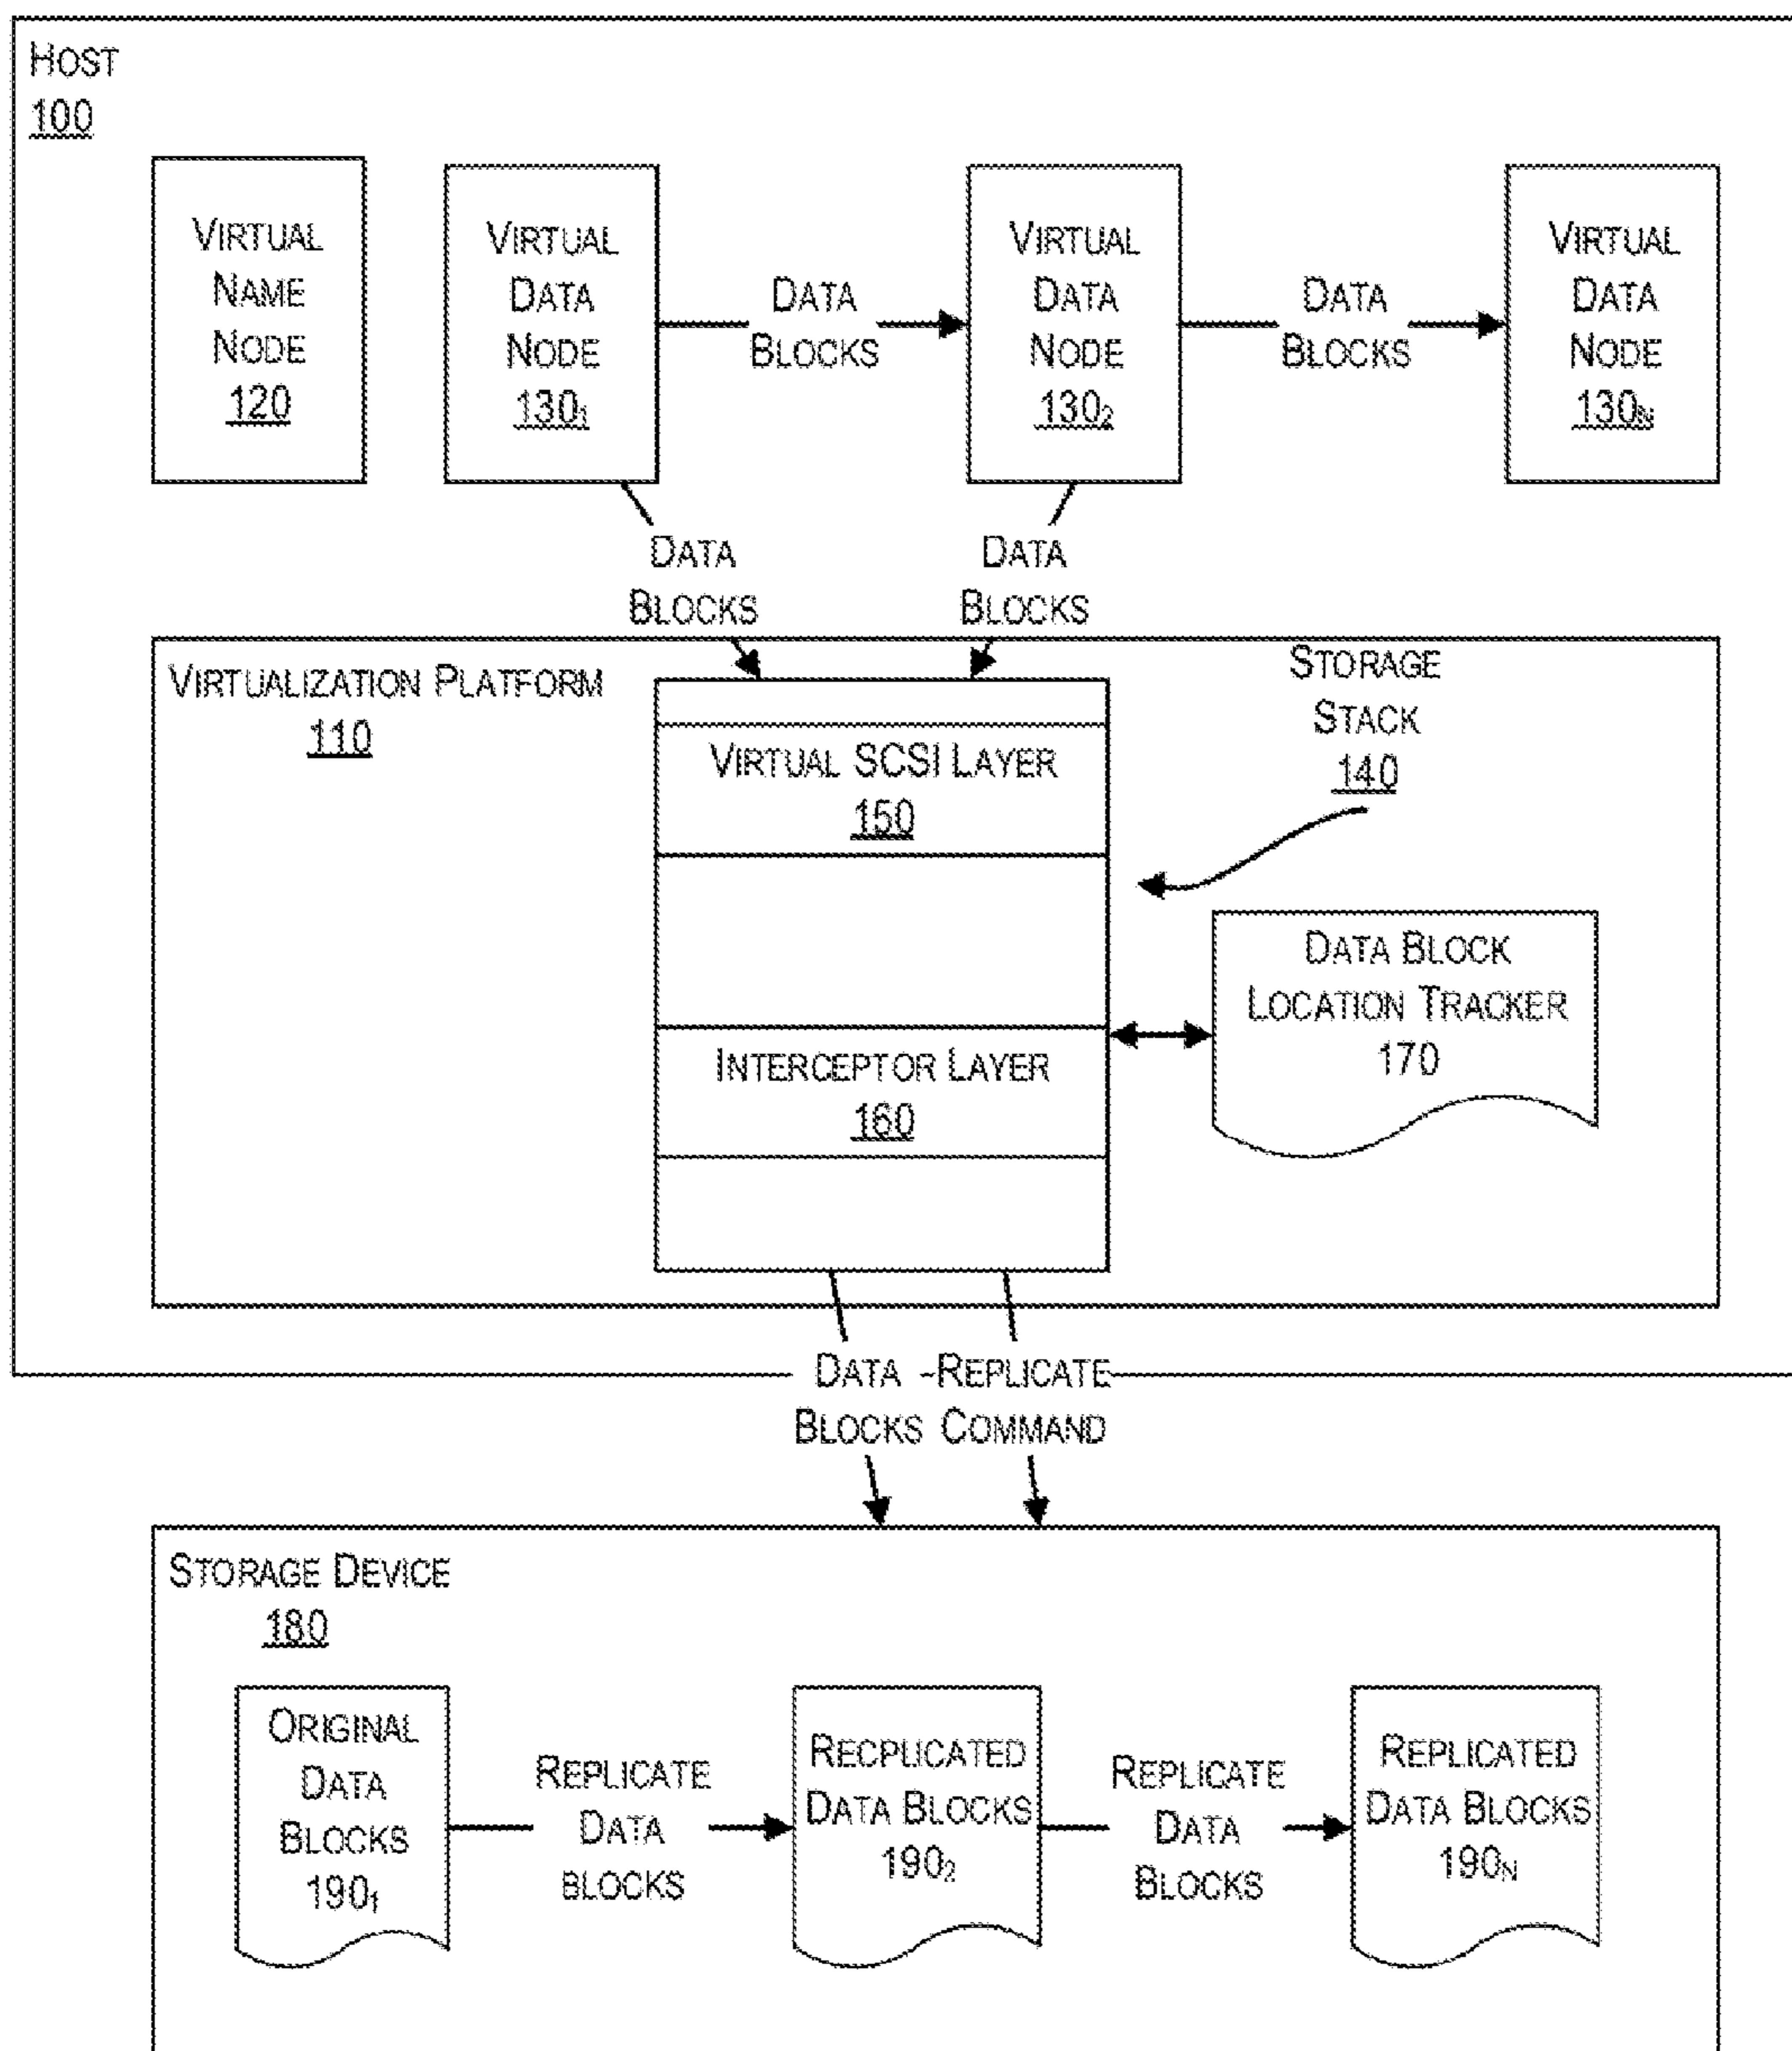 HOST
100
VIRTUAL
NAME
NODE
120
VIRTUAL
DATA
NODE
130₁
DATA
BLOCKS
VIRTUAL
DATA
NODE
130₂
DATA
BLOCKS
VIRTUAL
DATA
NODE
130N
DATA
BLOCKS
DATA
BLOCKS
VIRTUALIZATION PLATFORM
110
VIRTUAL SCSI LAYER
150
STORAGE
STACK
140
DATA BLOCK
LOCATION TRACKER
170
INTERCEPTOR LAYER
160
DATA
BLOCKS
REPLICATE
COMMAND
STORAGE DEVICE
180
ORIGINAL
DATA
BLOCKS
190₁
REPLICATE
DATA
BLOCKS
RECPLICATED
DATA BLOCKS
190₂
REPLICATE
DATA
BLOCKS
REPLICATED
DATA BLOCKS
190N